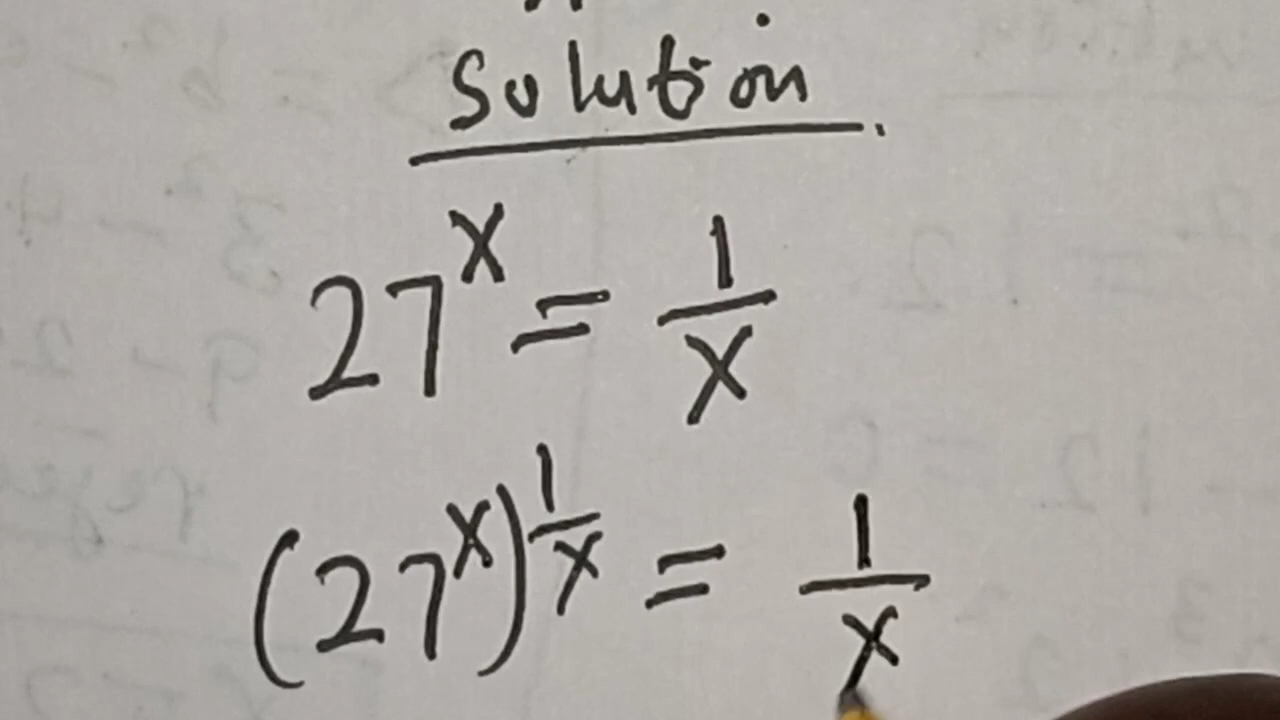 Solution
27^x = 1/x
(27^x)^(1/x) = 1/x